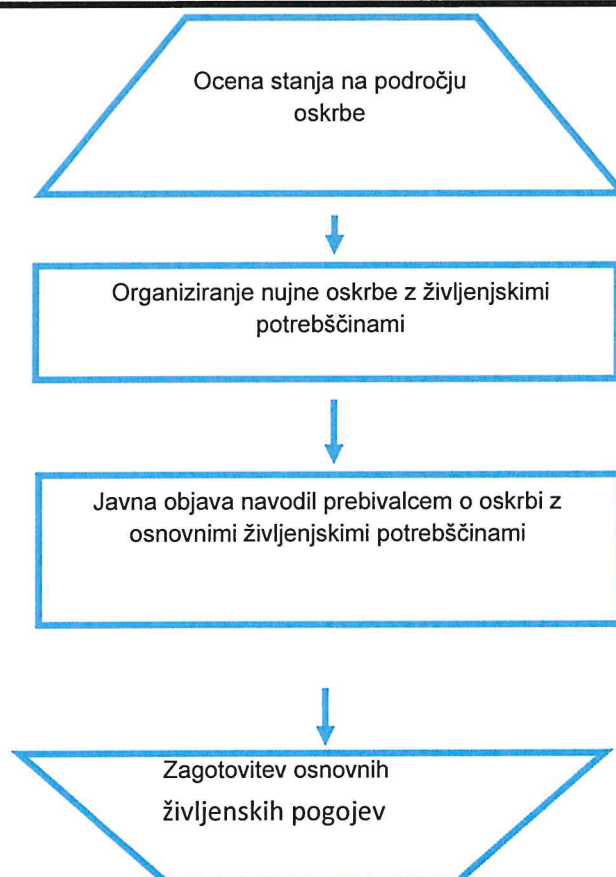 Ocena stanja na področju
oskrbe
Organiziranje nujne oskrbe z življenjskimi
potrebščinami
Javna objava navodil prebivalcem o oskrbi z
osnovnimi življenjskimi potrebščinami
Zagotovitev osnovnih
življenskih pogojev